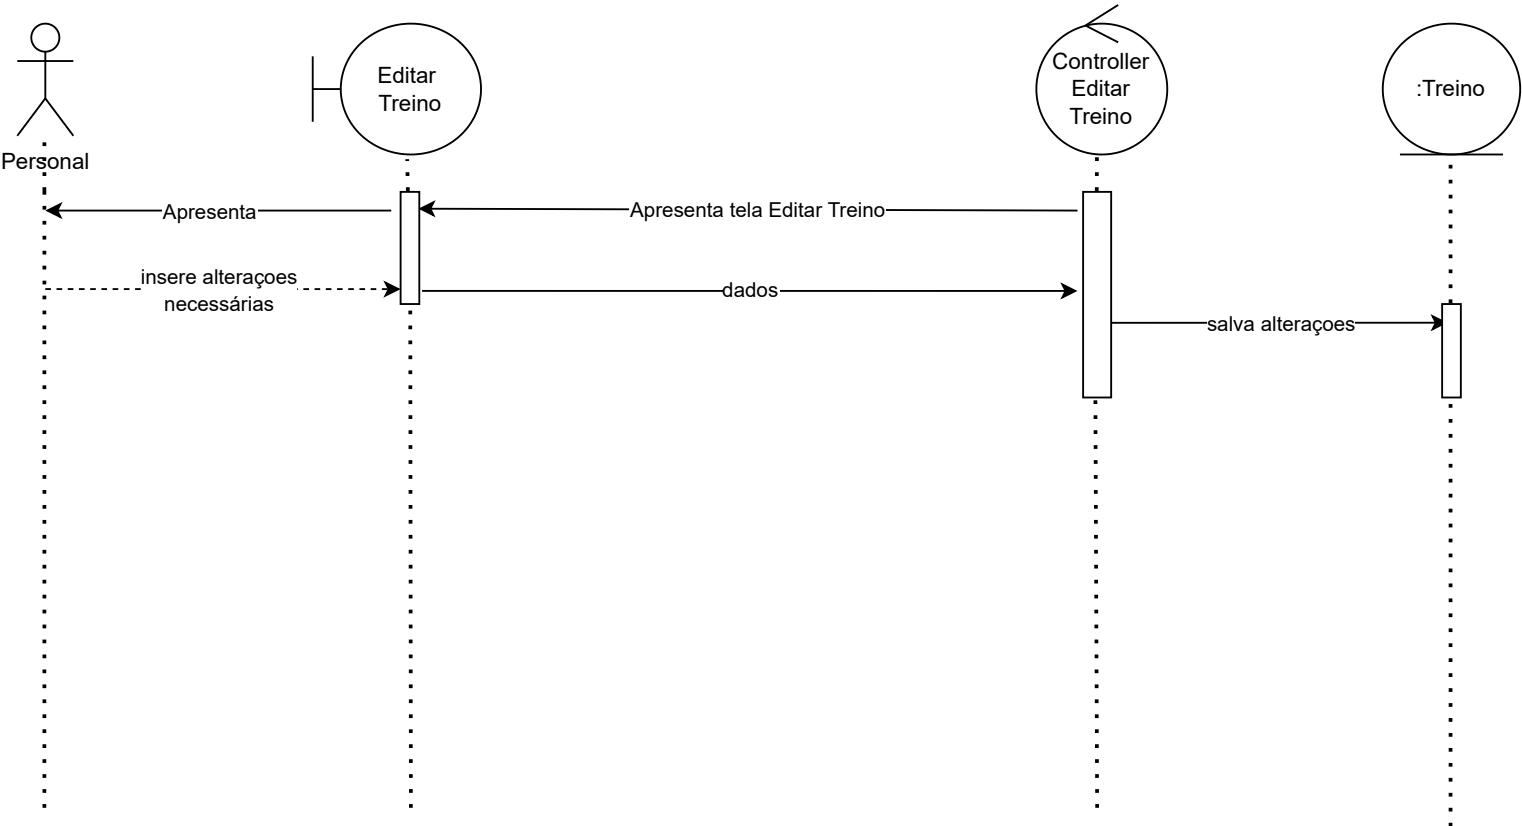 Editar
Treino
Controller
Editar
Treino
:Treino
Personal
Apresenta
Apresenta tela Editar Treino
insere alteraçoes
necessárias
dados
salva alteraçoes